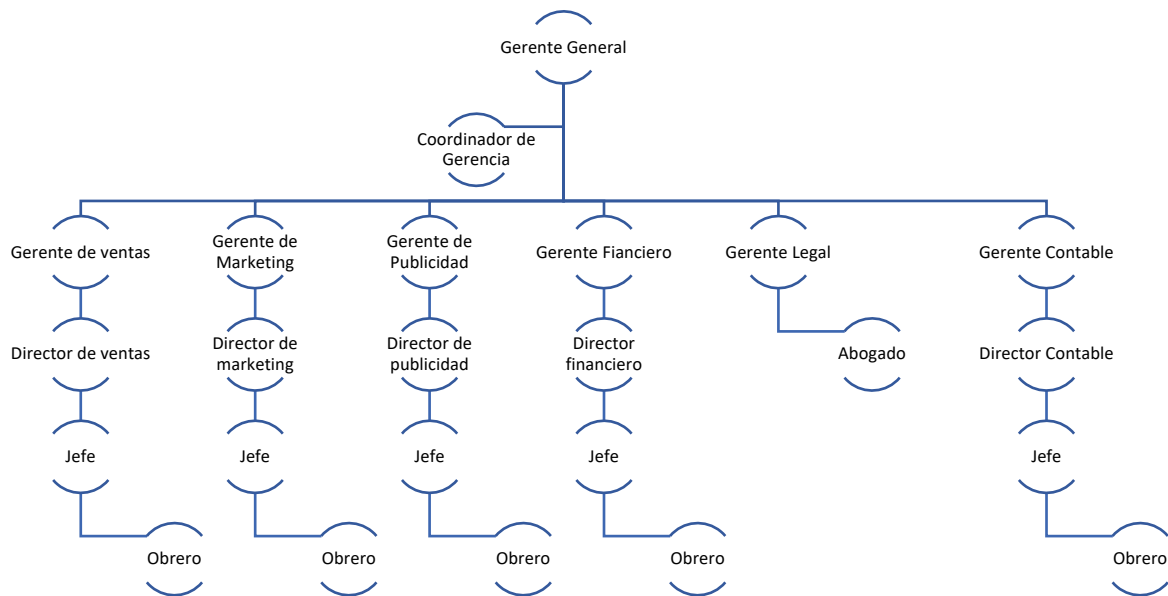 Gerente General
Coordinador de
Gerencia
Gerente de ventas
Gerente de
Marketing
Gerente de
Publicidad
Gerente Fianciero
Gerente Legal
Gerente Contable
Director de ventas
Director de
marketing
Director de
publicidad
Director
financiero
Abogado
Director Contable
Jefe
Jefe
Jefe
Jefe
Jefe
Obrero
Obrero
Obrero
Obrero
Obrero